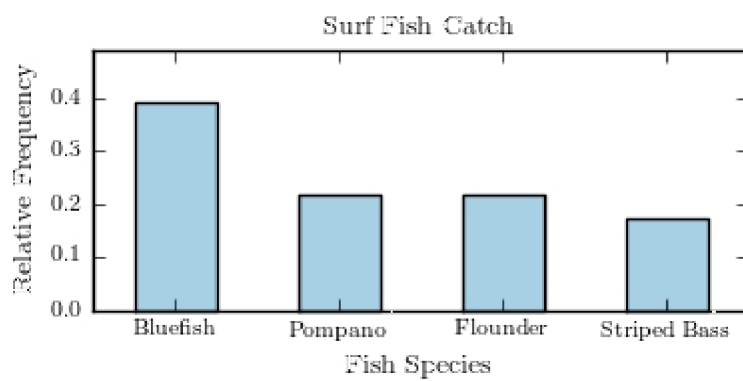 Surf Fish Catch
Relative Frequency
0.4
0.3
0.2
0.1
0.0
Bluefish Pompano Flounder Striped Bass
Fish Species